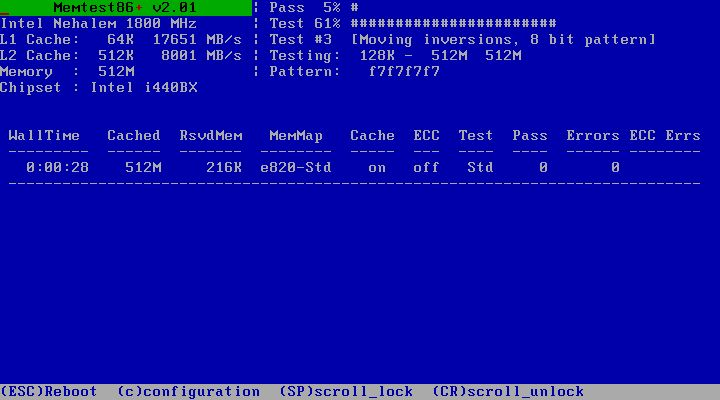 Memtest86+ v2.01 | Pass  5% #
Intel Nehalem 1800 MHz | Test 61% #######################
L1 Cache:   64K  17651 MB/s | Test #3  [Moving inversions, 8 bit pattern]
L2 Cache:  512K   8001 MB/s | Testing:  128K -  512M  512M
Memory  :  512M | Pattern:   f7f7f7f7
Chipset : Intel i440BX
WallTime   Cached  RsvdMem   MemMap   Cache  ECC  Test  Pass  Errors ECC Errs
---------  ------  -------  --------  -----  ---  ----  ----  ------ --------
0:00:28    512M     216K  e820-Std    on   off   Std     0       0
-----------------------------------------------------------------------------
(ESC)Reboot  (c)configuration  (SP)scroll_lock  (CR)scroll_unlock